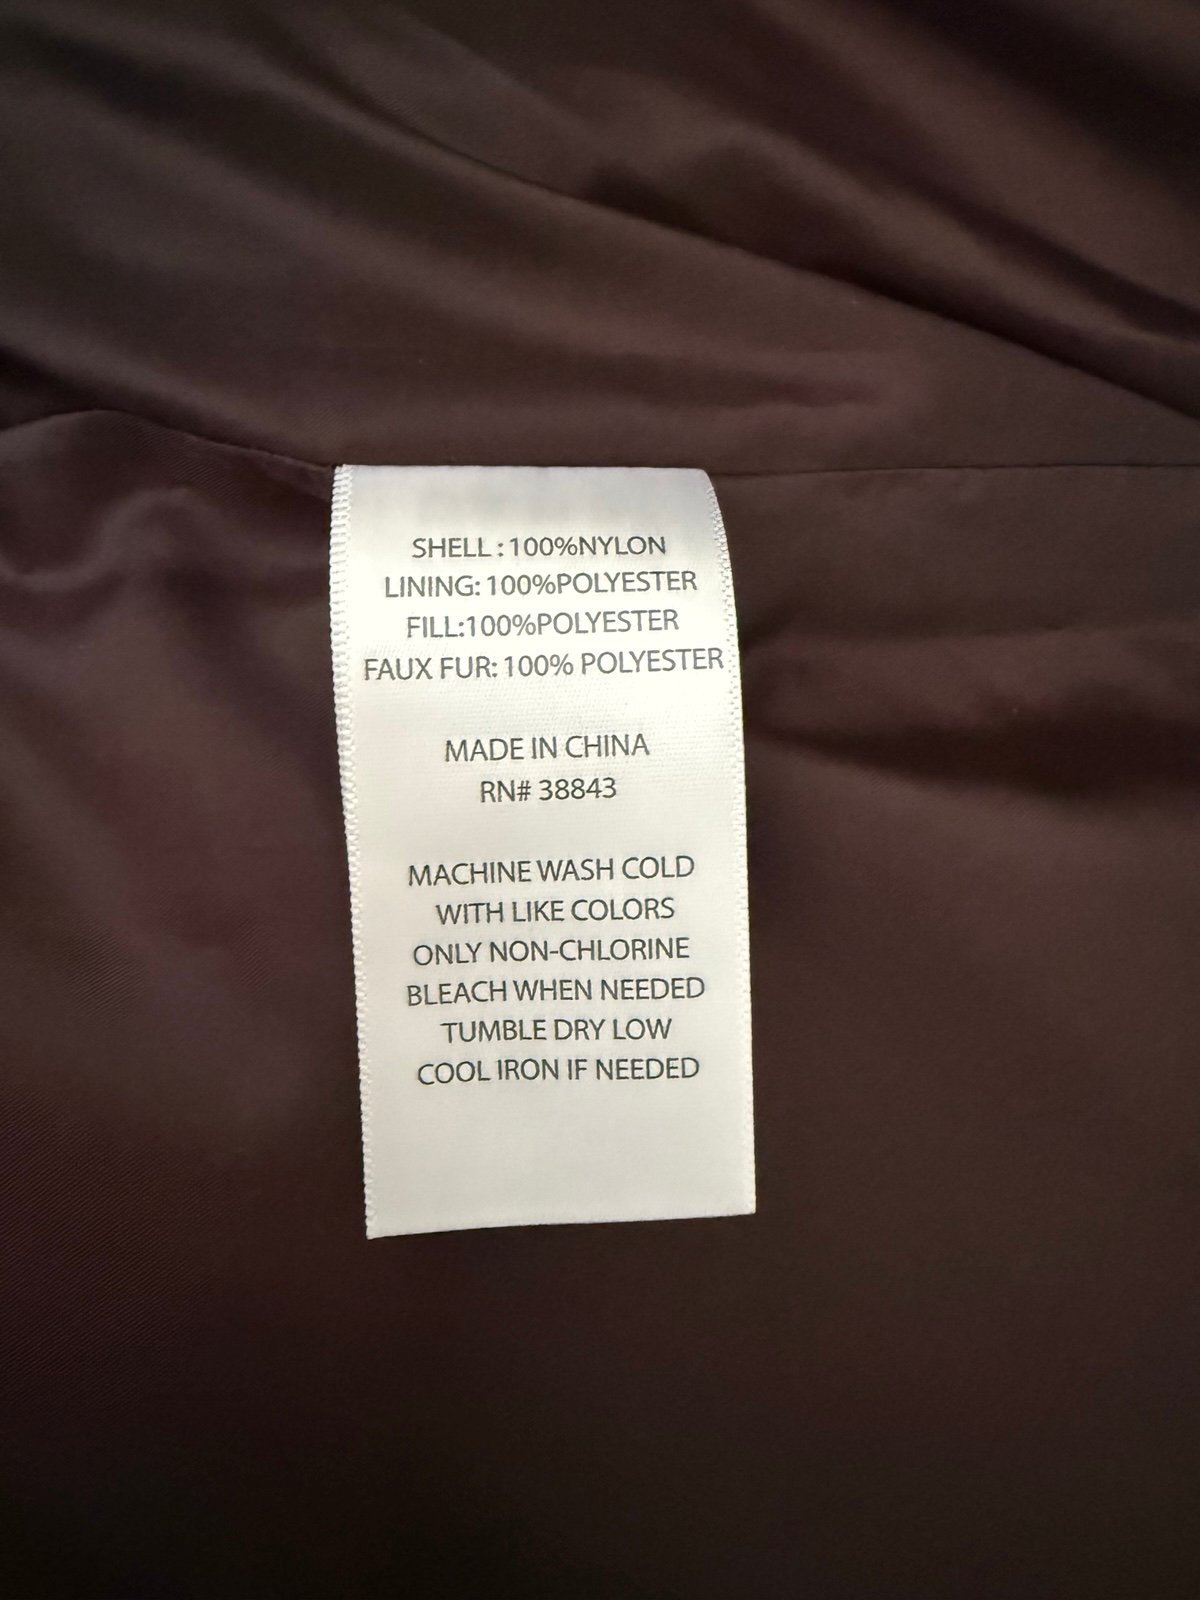 SHELL : 100%NYLON
LINING: 100%POLYESTER
FILL:100%POLYESTER
FAUX FUR: 100% POLYESTER
MADE IN CHINA
RN# 38843
MACHINE WASH COLD
WITH LIKE COLORS
ONLY NON-CHLORINE
BLEACH WHEN NEEDED
TUMBLE DRY LOW
COOL IRON IF NEEDED